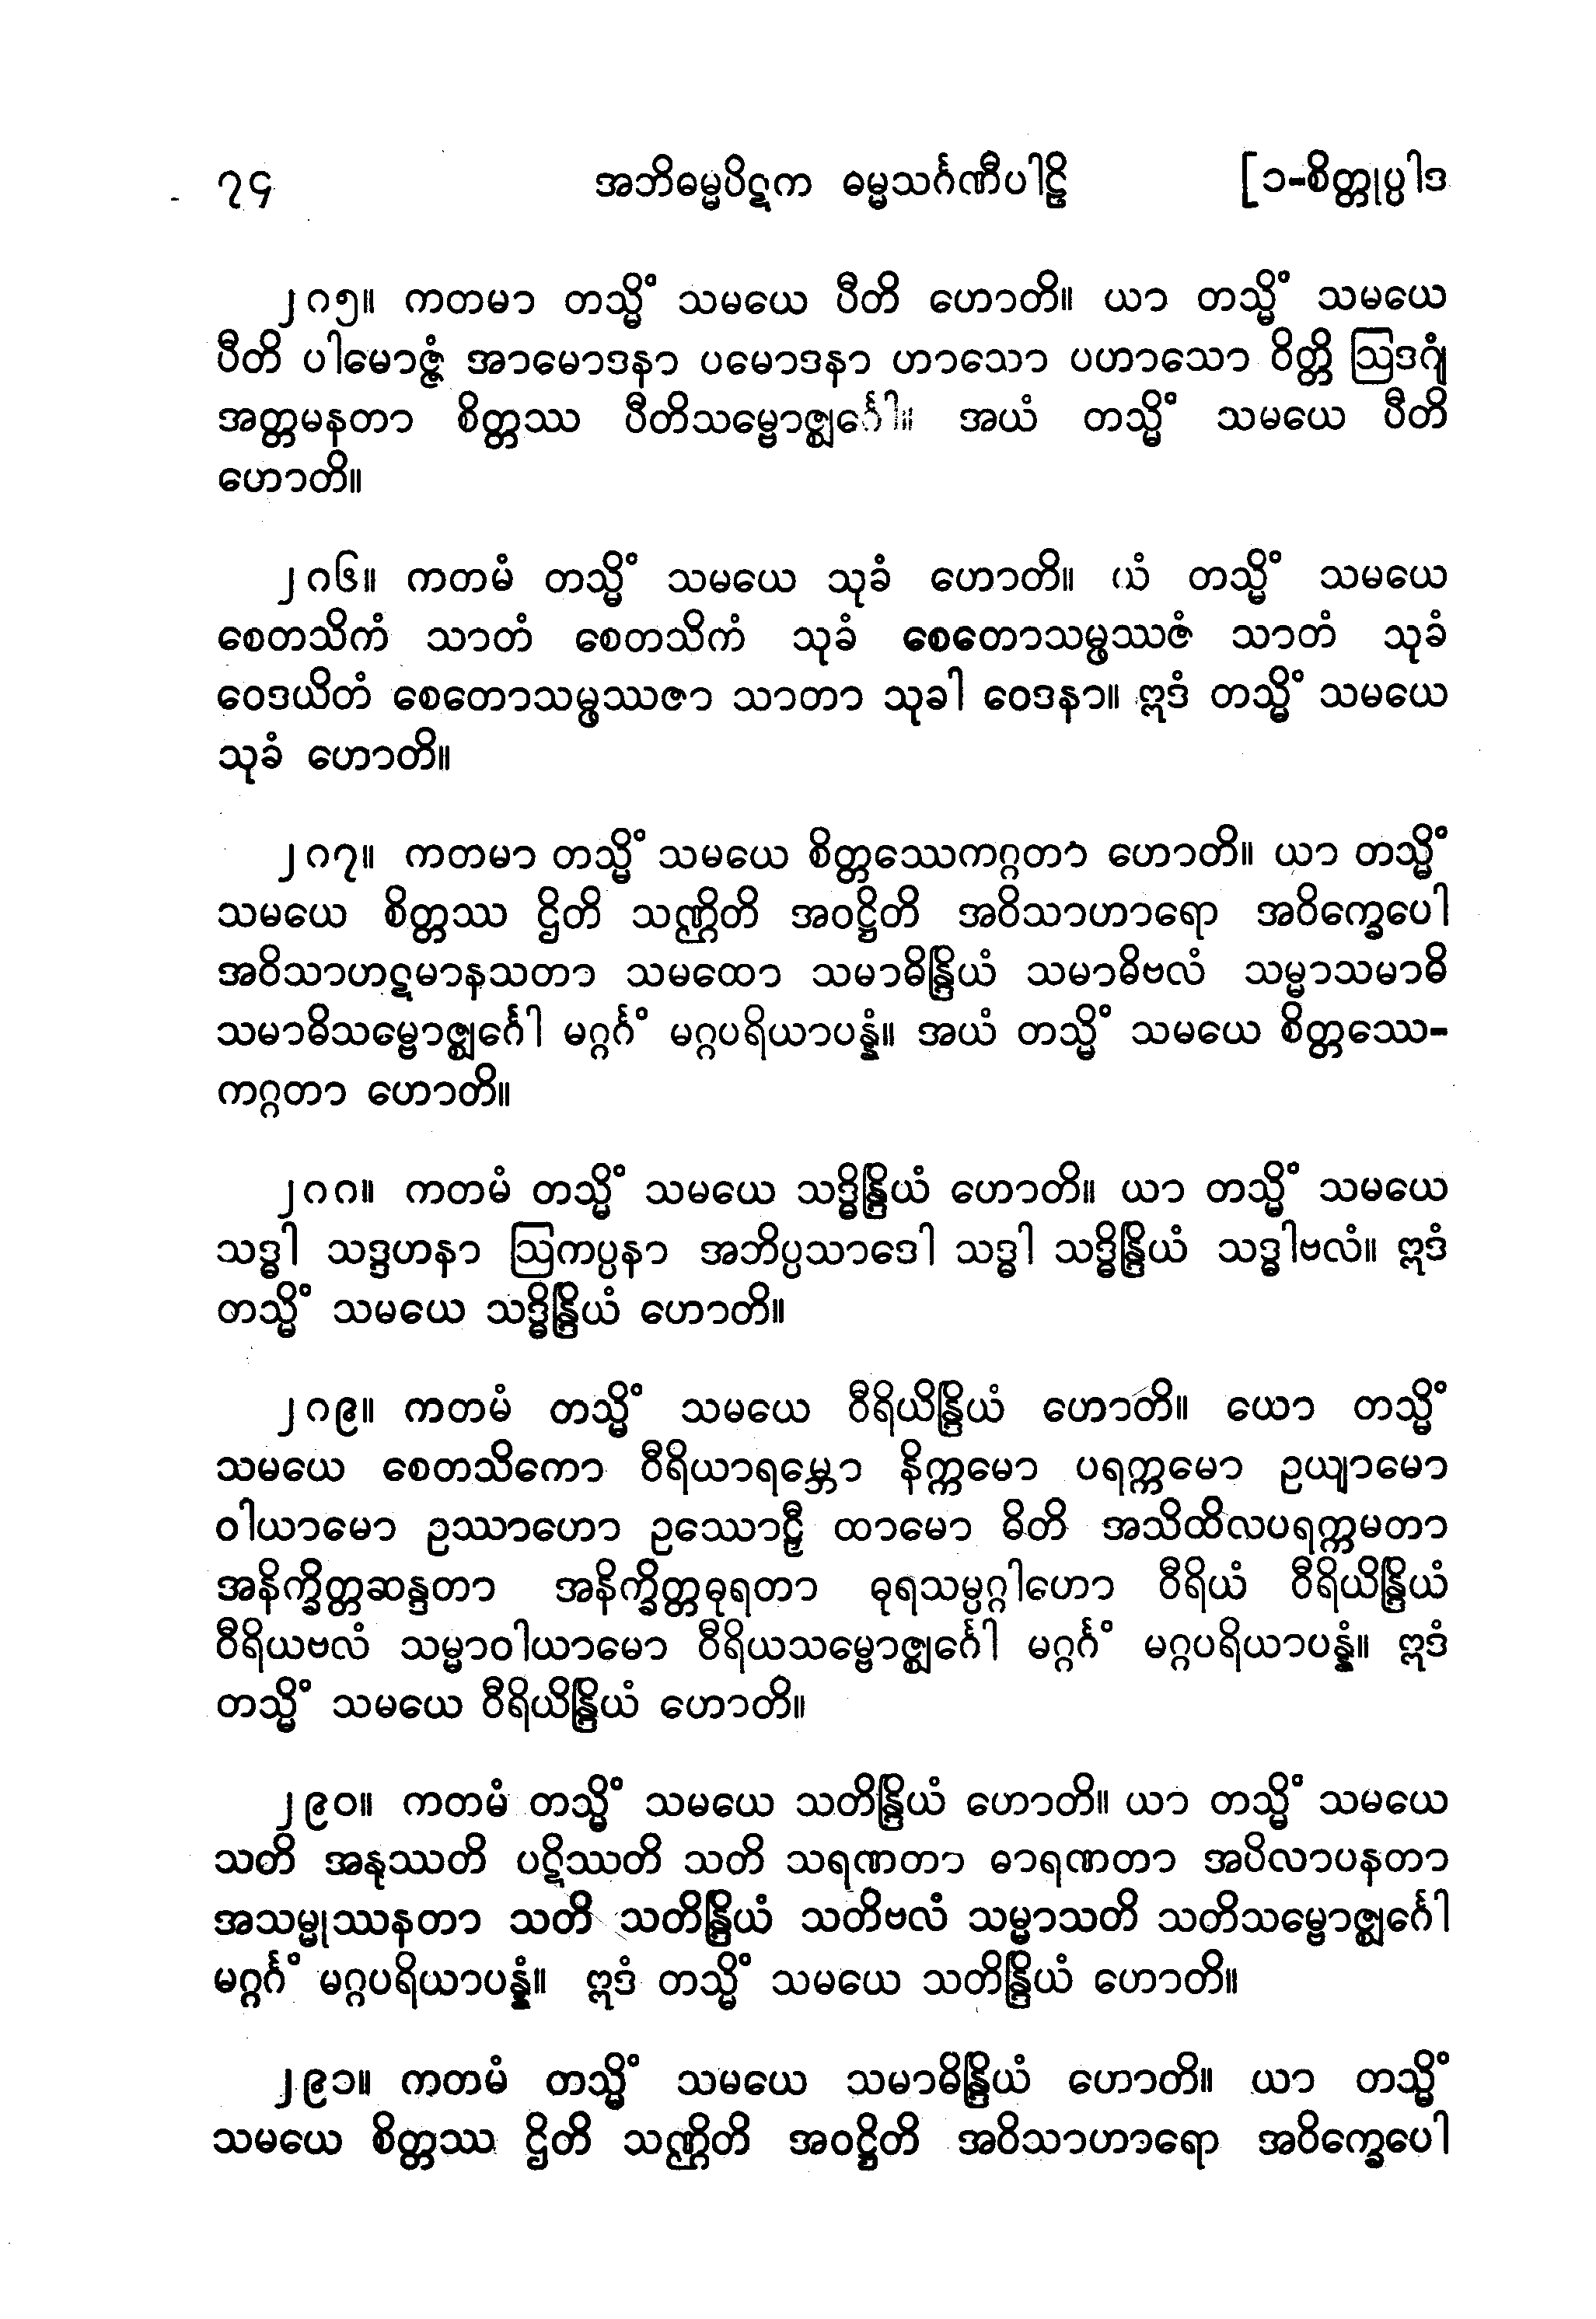 ၇၄ အဘိဓမ္မပိဋက ဓမ္မသင်္ဂဏီပါဠိ [၁-စိတ္တုပ္ပါဒ
၂၈၅။ ကတမာ တသ္မိံ သမယေ ပီတိ ဟောတိ။ ယာ တသ္မိံ သမယေ
ပီတိ ပါမောဇ္ဇံ အာမောဒနာ ပမောဒနာ ဟာသော ပဟာသော ဝိတ္တိ ဩဒဂျံ
အတ္တမနတာ စိတ္တဿ ပီတိသမ္ဗောဇ္ဈင်္ဂေါ။ အယံ တသ္မိံ သမယေ ပီတိ
ဟောတိ။
၂၈၆။ ကတမံ တသ္မိံ သမယေ သုခံ ဟောတိ။ ယံ တသ္မိံ သမယေ
စေတသိကံ သာတံ စေတသိကံ သုခံ စေတောသမ္ဖဿဇံ သာတံ သုခံ
ဝေဒယိတံ စေတောသမ္ဖဿဇာ သာတာ သုခါ ဝေဒနာ။ ဣဒံ တသ္မိံ သမယေ
သုခံ ဟောတိ။
၂၈၇။ ကတမာ တသ္မိံ သမယေ စိတ္တဿေကဂ္ဂတာ ဟောတိ။ ယာ တသ္မိံ
သမယေ စိတ္တဿ ဌိတိ သဏ္ဌိတိ အဝဋ္ဌိတိ အဝိသာဟာရော အဝိက္ခေပေါ
အဝိသာဟဋမာနသတာ သမထော သမာဓိန္ဒြိယံ သမာဓိဗလံ သမ္မာသမာဓိ
သမာဓိသမ္ဗောဇ္ဈင်္ဂေါ မဂ္ဂင်္ဂံ မဂ္ဂပရိယာပန္နံ။ အယံ တသ္မိံ သမယေ စိတ္တဿေ-
ကဂ္ဂတာ ဟောတိ။
၂၈၈။ ကတမံ တသ္မိံ သမယေ သဒ္ဓိန္ဒြိယံ ဟောတိ။ ယာ တသ္မိံ သမယေ
သဒ္ဓါ သဒ္ဒဟနာ ဩကပ္ပနာ အဘိပ္ပသာဒေါ သဒ္ဓါ သဒ္ဓိန္ဒြိယံ သဒ္ဓါဗလံ။ ဣဒံ
တသ္မိံ သမယေ သဒ္ဓိန္ဒြိယံ ဟောတိ။
၂၈၉။ ကတမံ တသ္မိံ သမယေ ဝီရိယိန္ဒြိယံ ဟောတိ။ ယော တသ္မိံ
သမယေ စေတသိကော ဝီရိယာရမ္ဘော နိက္ကမော ပရက္ကမော ဥယျာမော
ဝါယာမော ဥဿာဟော ဥဿောဠှီ ထာမော ဓိတိ အသိထိလပရက္ကမတာ
အနိက္ခိတ္တဆန္ဒတာ အနိက္ခိတ္တဓုရတာ ဓုရသမ္ပဂ္ဂါဟော ဝီရိယံ ဝီရိယိန္ဒြိယံ
ဝီရိယဗလံ သမ္မာဝါယာမော ဝီရိယသမ္ဗောဇ္ဈင်္ဂေါ မဂ္ဂင်္ဂံ မဂ္ဂပရိယာပန္နံ။ ဣဒံ
တသ္မိံ သမယေ ဝီရိယိန္ဒြိယံ ဟောတိ။
၂၉၀။ ကတမံ တသ္မိံ သမယေ သတိန္ဒြိယံ ဟောတိ။ ယာ တသ္မိံ သမယေ
သတိ အနုဿတိ ပဋိဿတိ သတိ သရဏတာ ဓာရဏတာ အပိလာပနတာ
အသမ္မုဿနတာ သတိ သတိန္ဒြိယံ သတိဗလံ သမ္မာသတိ သတိသမ္ဗောဇ္ဈင်္ဂေါ
မဂ္ဂင်္ဂံ မဂ္ဂပရိယာပန္နံ။ ဣဒံ တသ္မိံ သမယေ သတိန္ဒြိယံ ဟောတိ။
၂၉၁။ ကတမံ တသ္မိံ သမယေ သမာဓိန္ဒြိယံ ဟောတိ။ ယာ တသ္မိံ
သမယေ စိတ္တဿ ဌိတိ သဏ္ဌိတိ အဝဋ္ဌိတိ အဝိသာဟာရော အဝိက္ခေပေါ